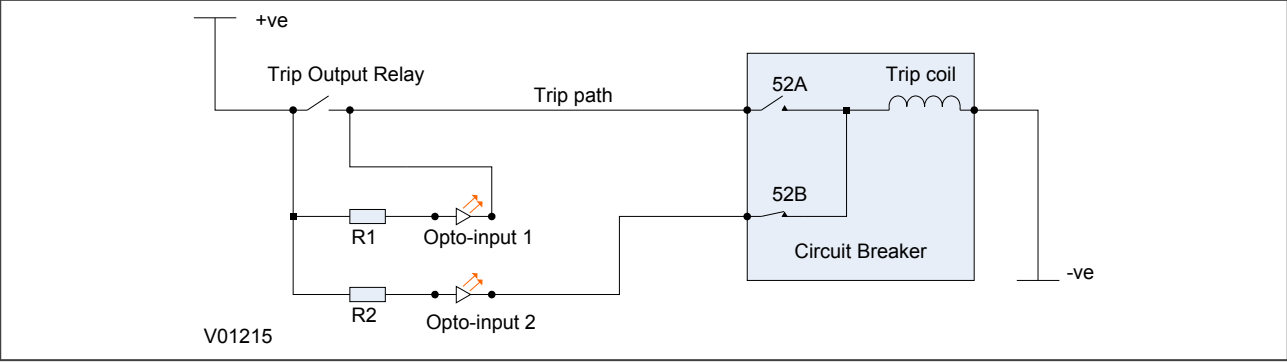 +ve
Trip Output Relay
Trip path
52A
Trip coil
52B
R1
Opto-input 1
Circuit Breaker
-ve
R2
Opto-input 2
V01215